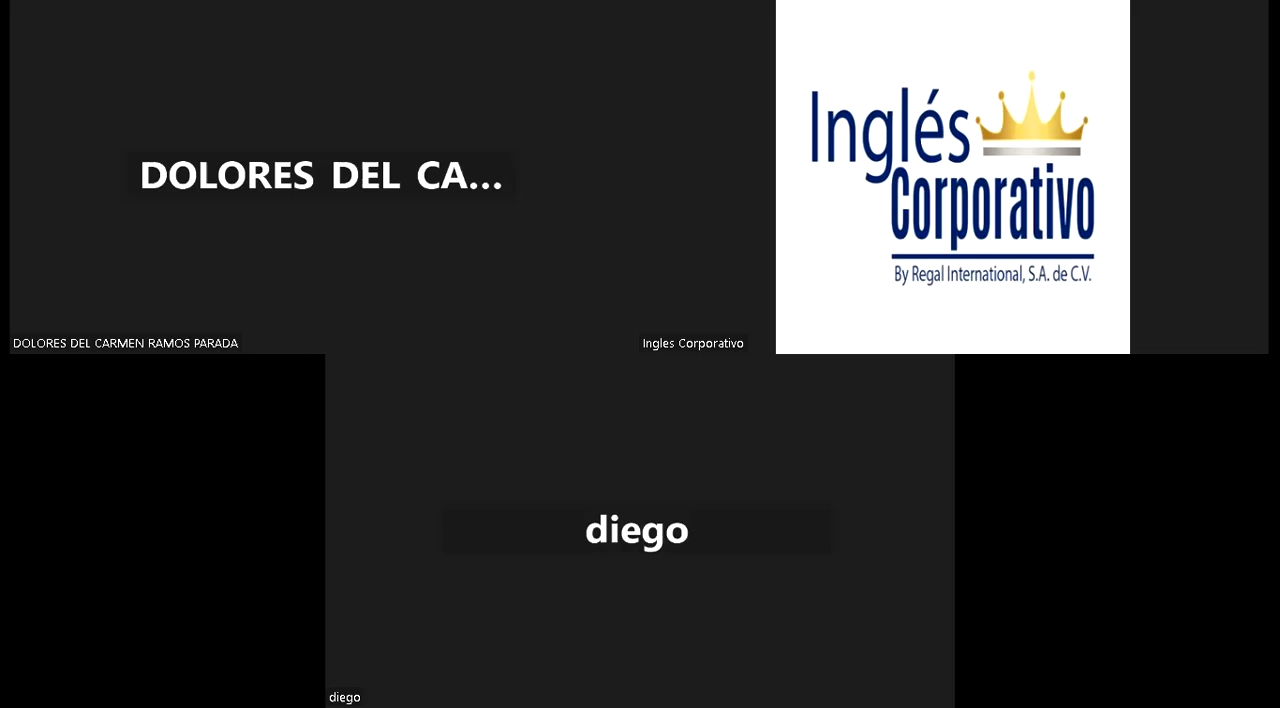 DOLORES DEL CA...
DOLORES DEL CARMEN RAMOS PARADA
Inglés
Corporativo
By Regal International, S.A. de C.V.
Ingles Corporativo
diego
diego